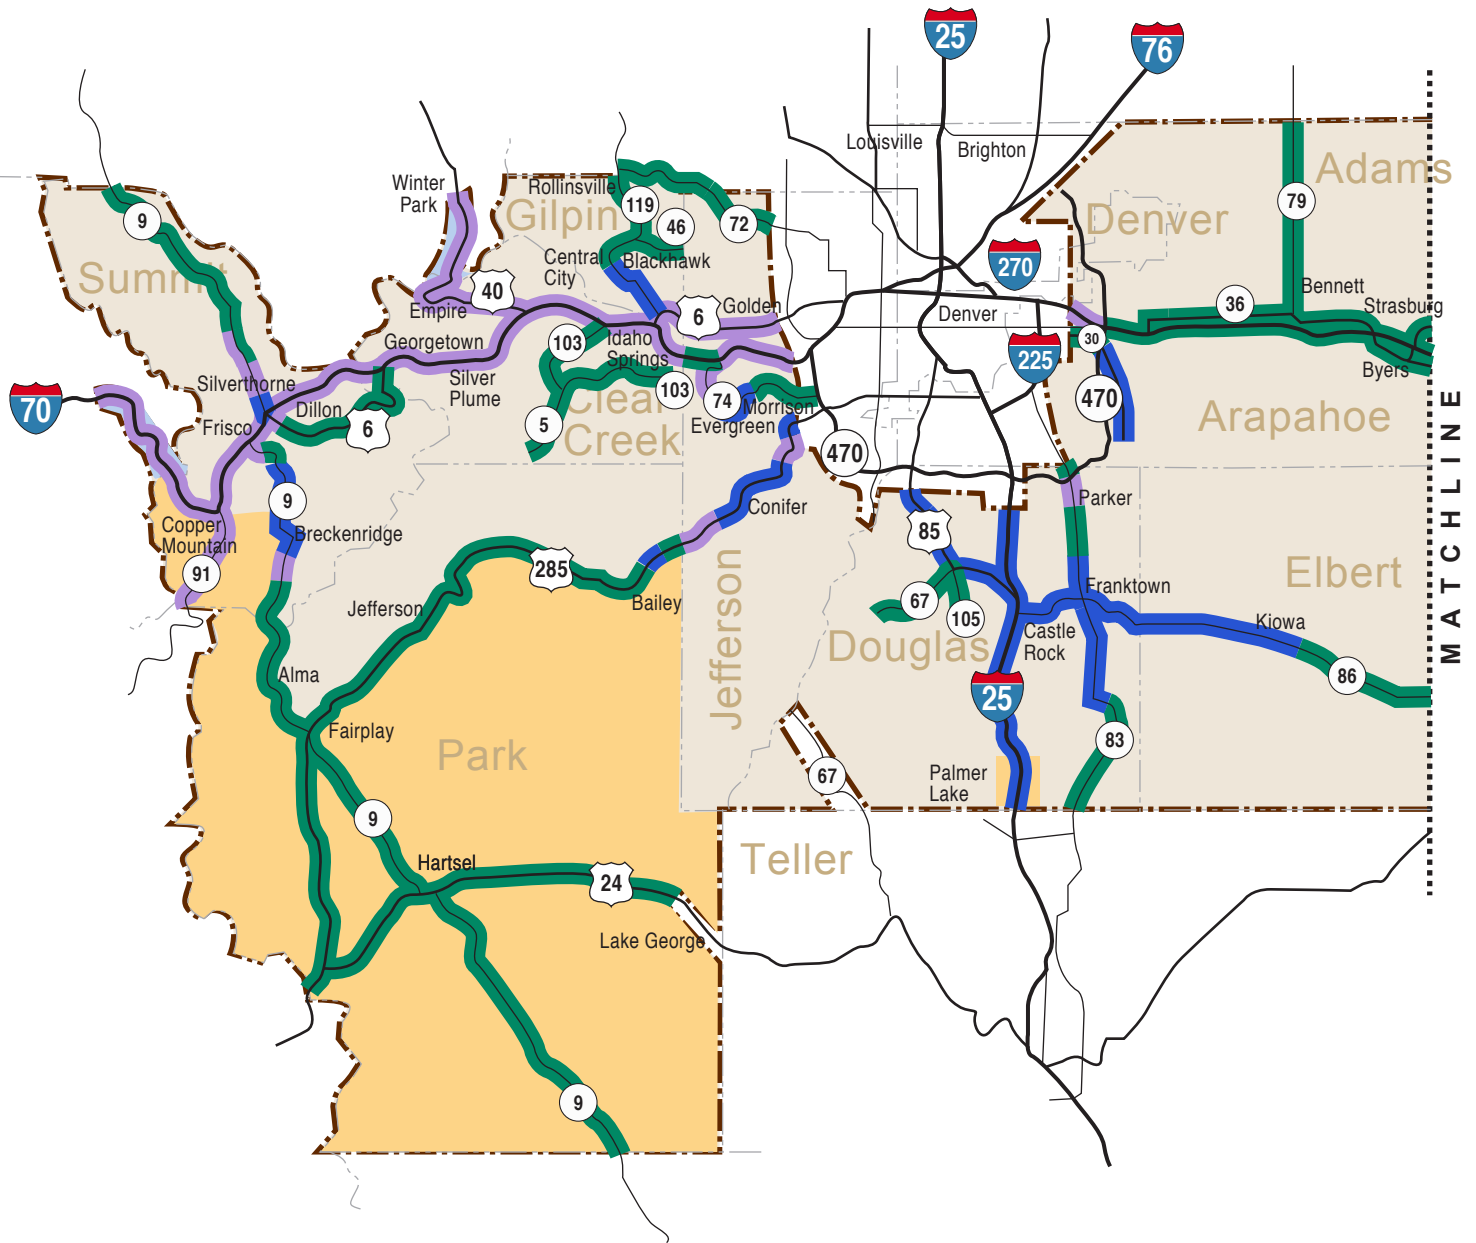 25
76
Louisville
Brighton
Adams
Winter
Park
Rollinsville
Gilpin
119
46
72
79
Denver
9
Summit
Central
City
Blackhawk
270
40
Empire
6
Golden
Denver
36
Bennett
Strasburg
Georgetown
103
Idaho
Springs
30
225
Byers
Silverthorne
Silver
Plume
103
74
Morrison
470
70
Dillon
Frisco
6
5
Clear
Creek
Evergreen
Arapahoe
MATCHLINE
470
9
Conifer
Parker
Copper
Mountain
Breckenridge
85
91
285
Jefferson
Bailey
Jefferson
67
105
Franktown
Elbert
Douglas
Castle
Rock
Kiowa
86
Alma
25
Fairplay
Park
83
67
Palmer
Lake
9
Hartsel
Teller
24
Lake George
9